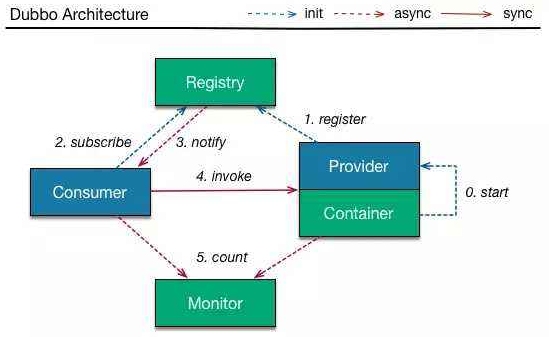 Dubbo Architecture
init
async
sync
Registry
1. register
2. subscribe
3. notify
Provider
4. invoke
Consumer
0. start
Container
5. count
Monitor